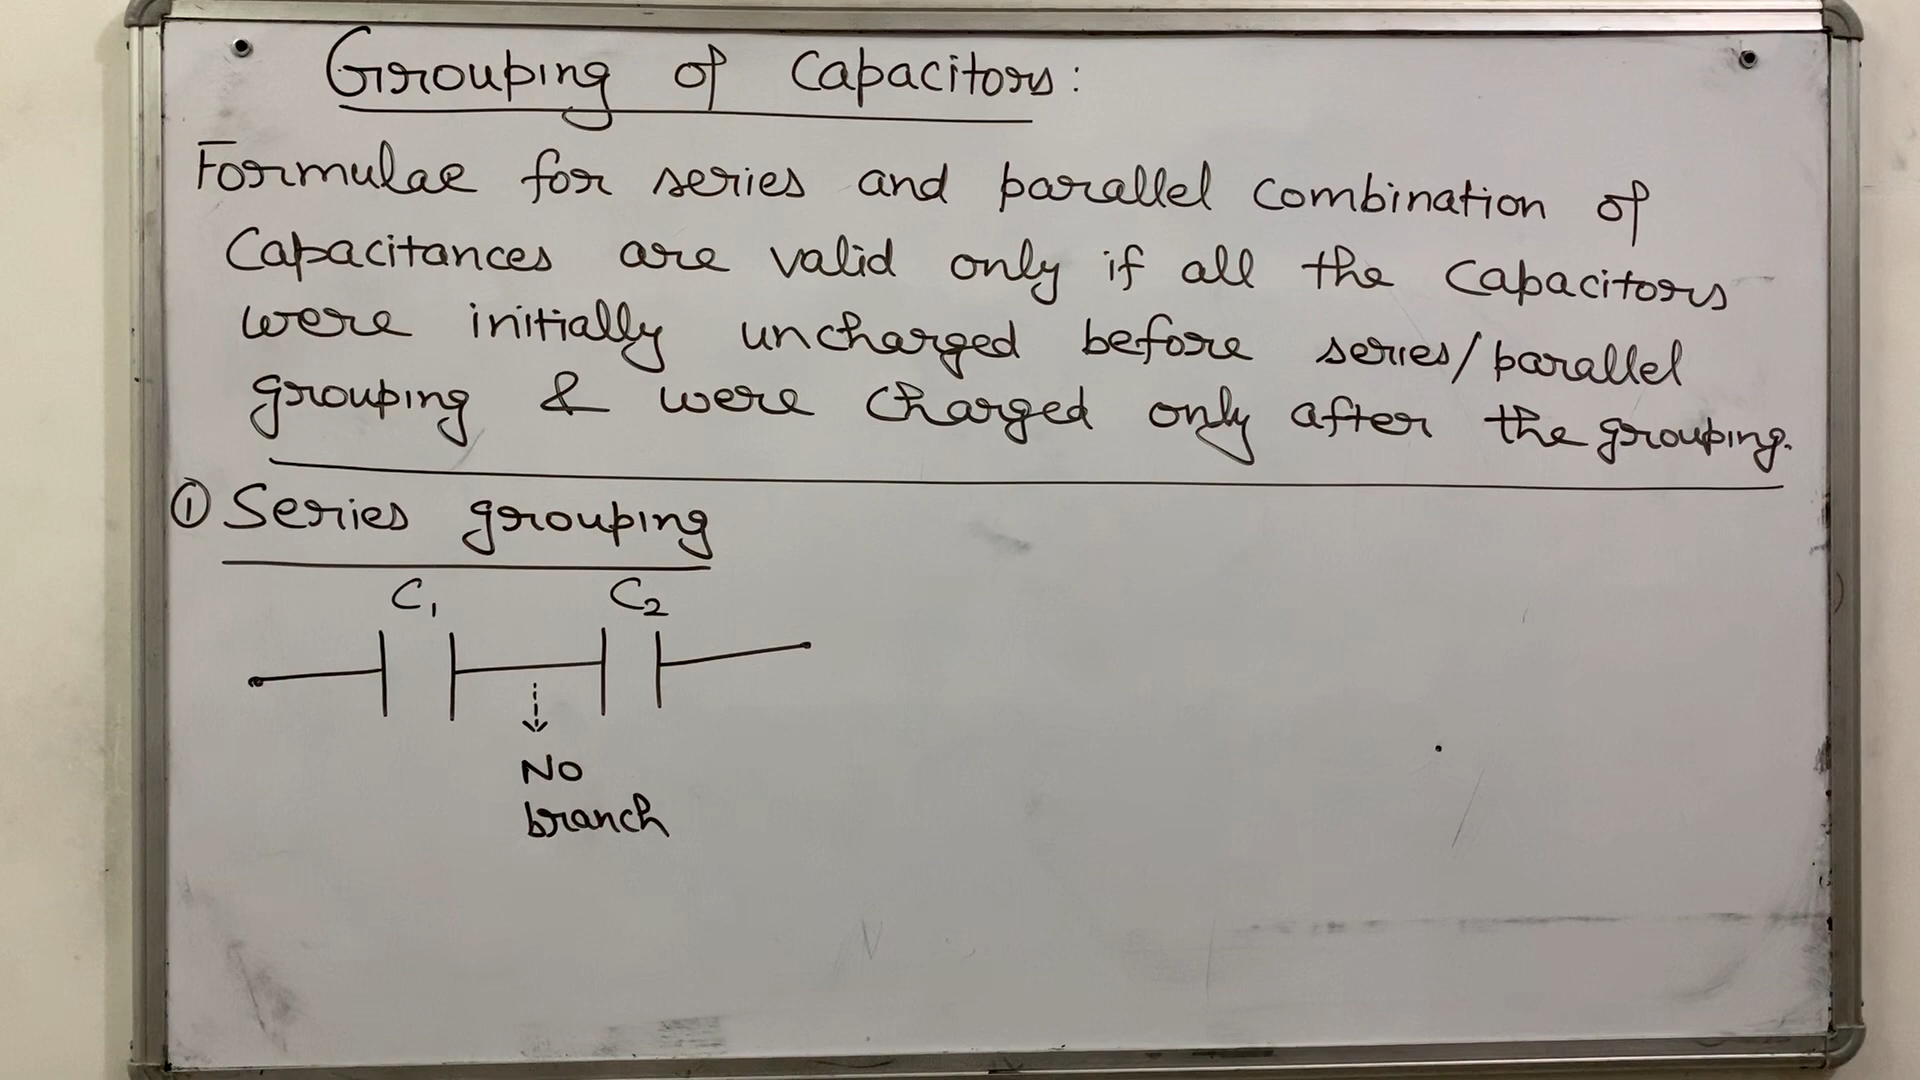 Grouping of Capacitors:
Formulae for series and parallel combination of
Capacitances are valid only if all the capacitors
were initially uncharged before series/parallel
grouping & were charged only after the grouping.
① Series grouping
C₁ C₂
No
branch